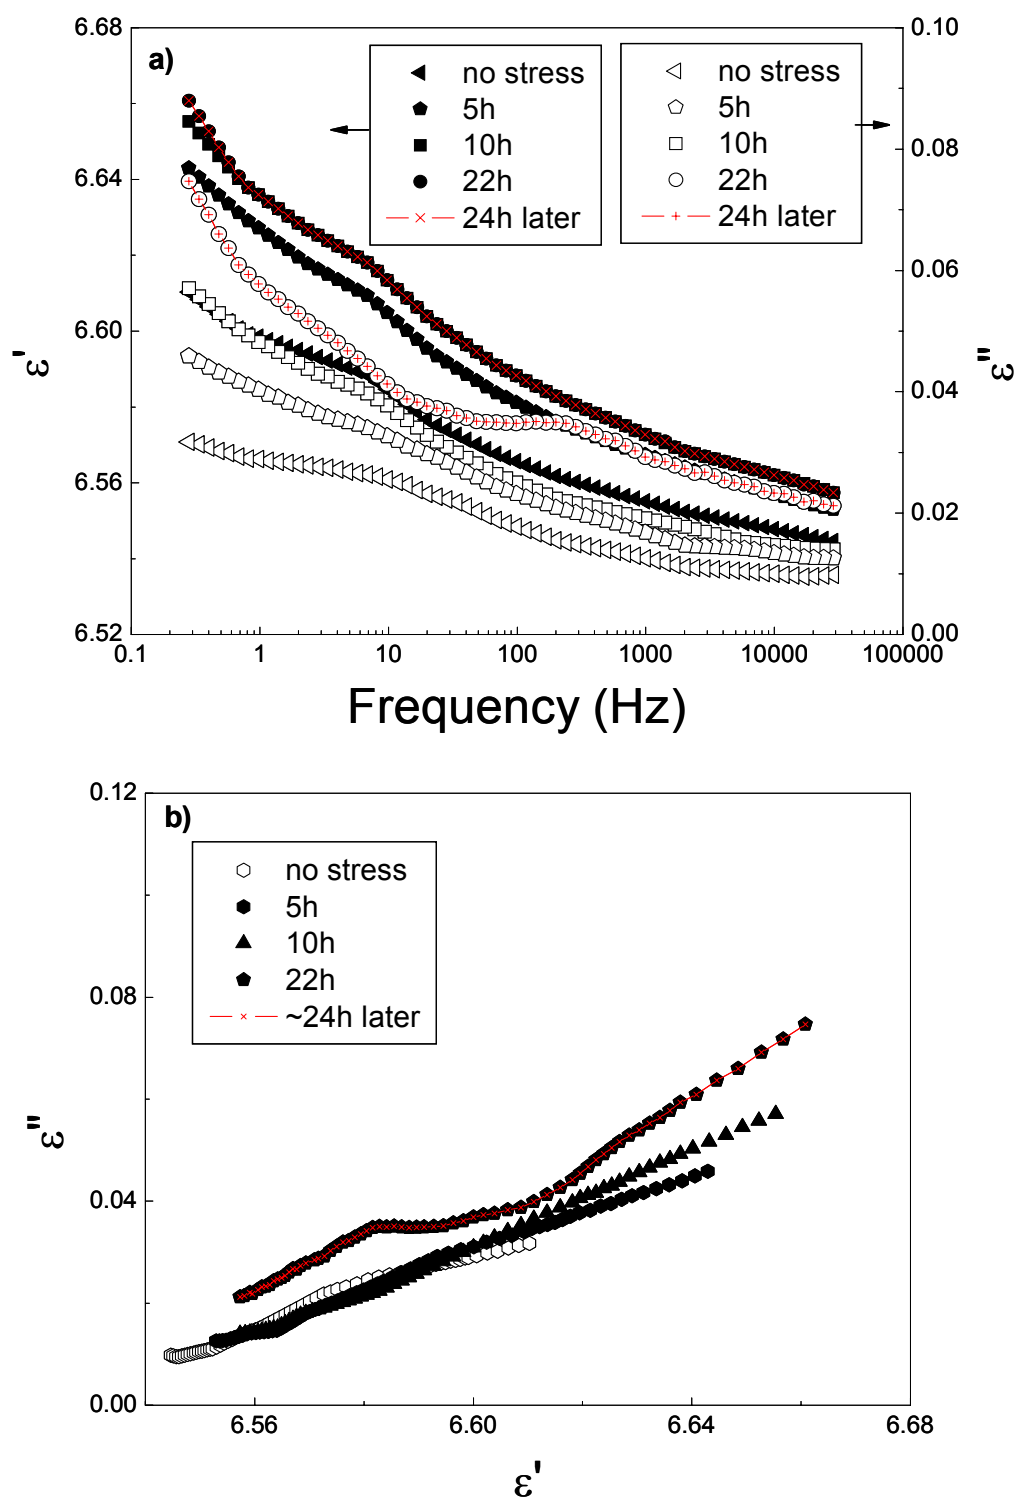 a)
6.68
6.64
6.60
6.56
6.52
ε'
no stress
5h
10h
22h
24h later
no stress
5h
10h
22h
24h later
0.10
0.08
0.06
0.04
0.02
0.00
ε"
0.1 1 10 100 1000 10000 100000
Frequency (Hz)
b)
0.12
0.08
0.04
0.00
ε"
no stress
5h
10h
22h
~24h later
6.56 6.60 6.64 6.68
ε'